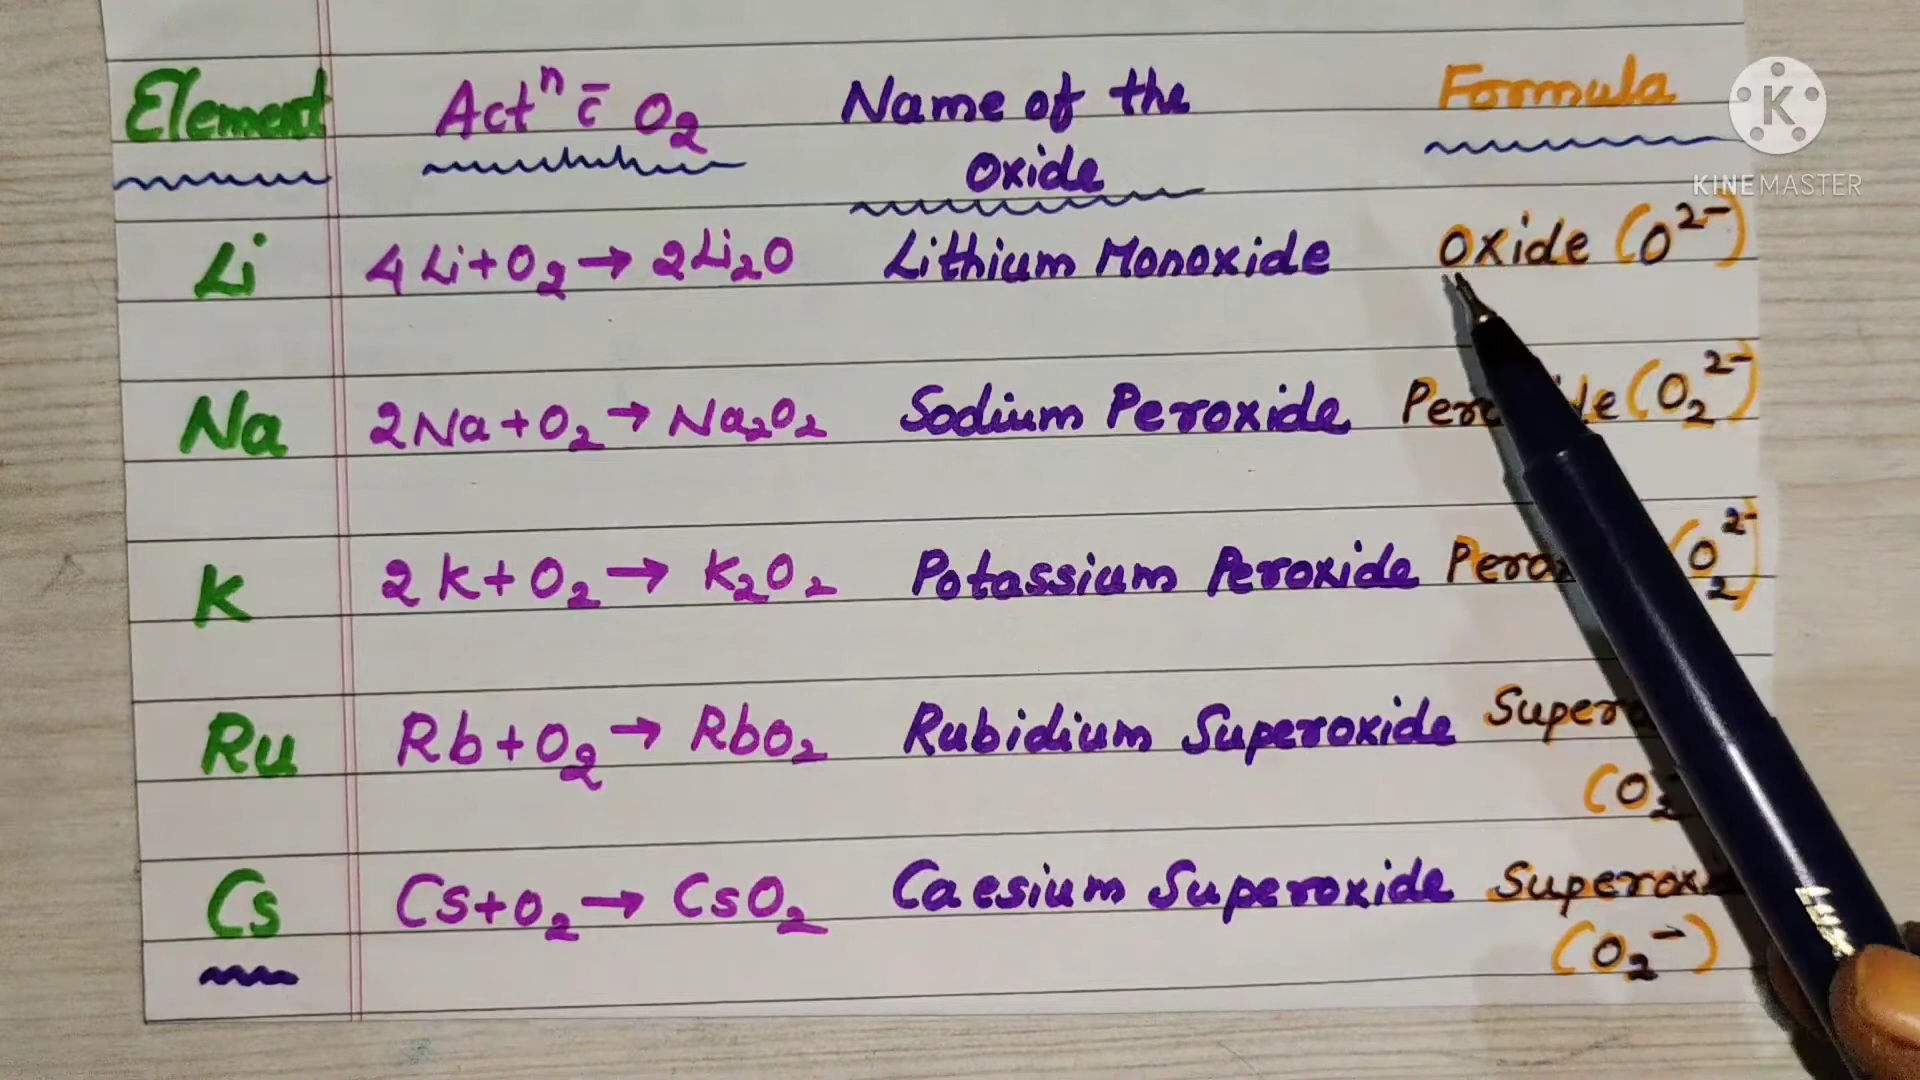 Element Actⁿ c̄ O₂ Name of the Formula
Oxide
KINEMASTER
Li 4Li+O₂→2Li₂O Lithium Monoxide Oxide (O²⁻)
Na 2Na+O₂→Na₂O₂ Sodium Peroxide (O₂²⁻)
K 2K+O₂→K₂O₂ Potassium Peroxide (O₂²⁻)
Ru Rb+O₂→RbO₂ Rubidium Superoxide
(O₂
Cs Cs+O₂→CsO₂ Caesium Superoxide
(O₂⁻)